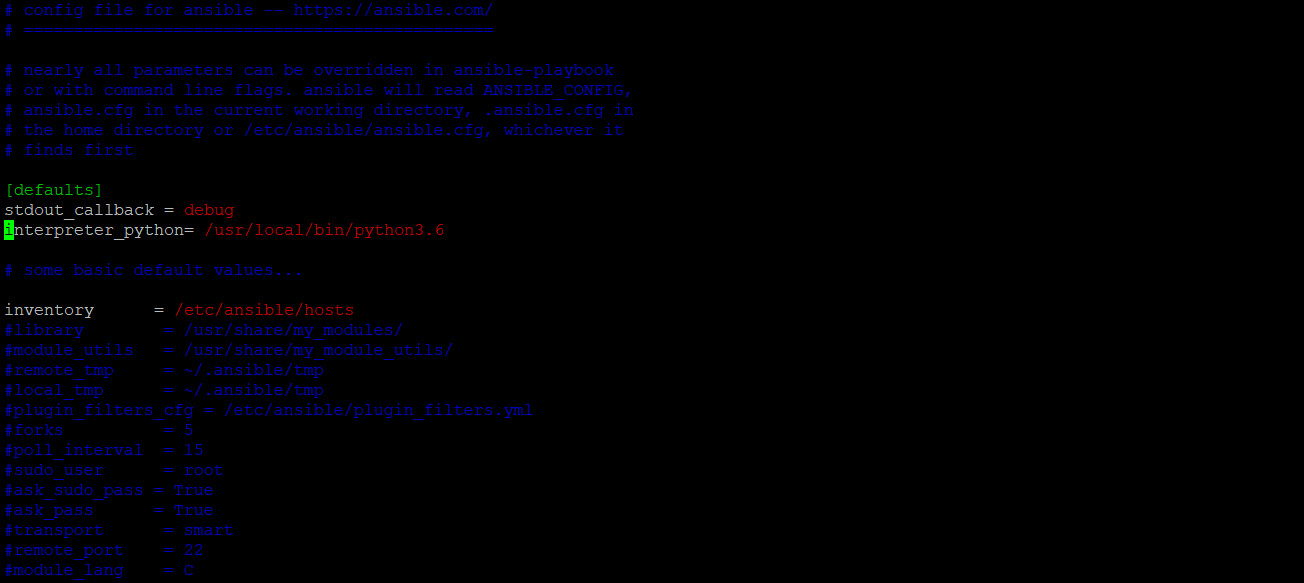 # config file for ansible -- https://ansible.com/
# ===============================================
# nearly all parameters can be overridden in ansible-playbook
# or with command line flags. ansible will read ANSIBLE_CONFIG,
# ansible.cfg in the current working directory, .ansible.cfg in
# the home directory or /etc/ansible/ansible.cfg, whichever it
# finds first
[defaults]
stdout_callback = debug
interpreter_python= /usr/local/bin/python3.6
# some basic default values...
inventory      = /etc/ansible/hosts
#library        = /usr/share/my_modules/
#module_utils   = /usr/share/my_module_utils/
#remote_tmp     = ~/.ansible/tmp
#local_tmp      = ~/.ansible/tmp
#plugin_filters_cfg = /etc/ansible/plugin_filters.yml
#forks          = 5
#poll_interval  = 15
#sudo_user      = root
#ask_sudo_pass = True
#ask_pass      = True
#transport      = smart
#remote_port    = 22
#module_lang    = C